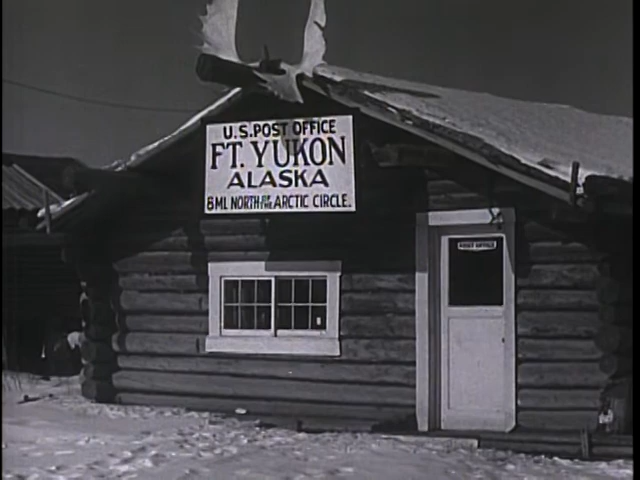 U.S. POST OFFICE
FT. YUKON
ALASKA
8 MI. NORTH OF THE ARCTIC CIRCLE.
POST OFFICE